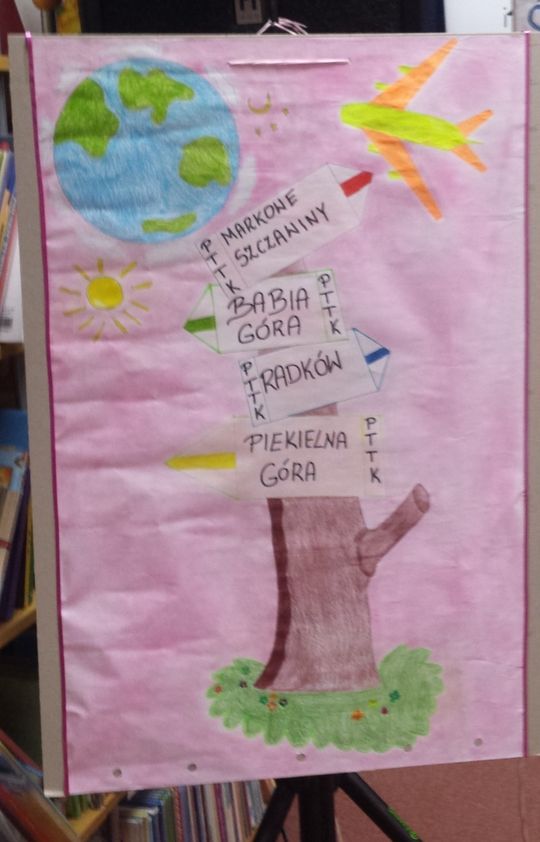 PTTK
MARKOWE
SZCZAWINY
BABIA
GÓRA
PTTK
PTTK
RADKÓW
PIEKIELNA
GÓRA
PTTK